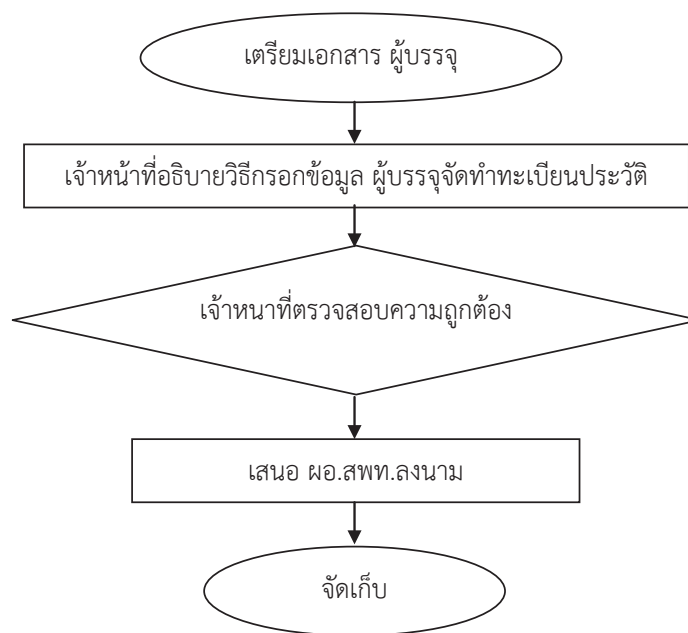 เตรียมเอกสาร ผู้บรรจุ
เจ้าหน้าที่อธิบายวิธีกรอกข้อมูล ผู้บรรจุจัดทำทะเบียนประวัติ
เจ้าหนาที่ตรวจสอบความถูกต้อง
เสนอ ผอ.สพท.ลงนาม
จัดเก็บ